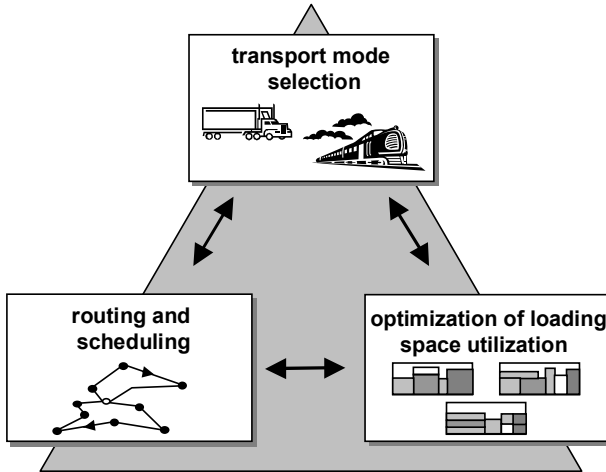 transport mode
selection
routing and
scheduling
optimization of loading
space utilization